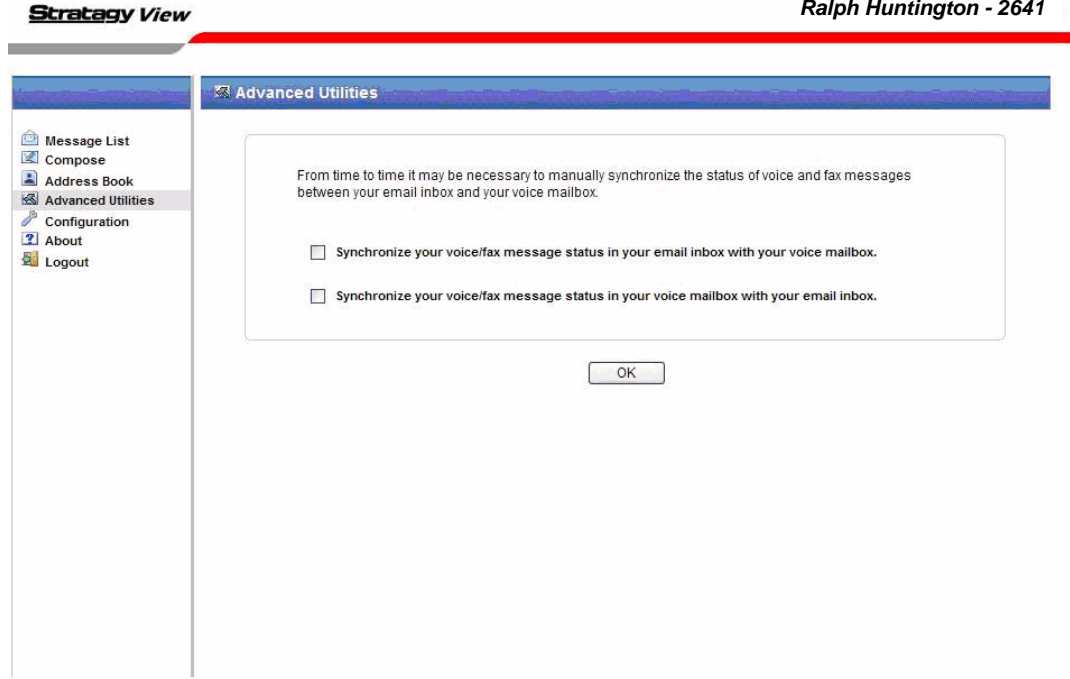 Stratagy View
Ralph Huntington - 2641
Advanced Utilities
Message List
Compose
Address Book
Advanced Utilities
Configuration
About
Logout
From time to time it may be necessary to manually synchronize the status of voice and fax messages
between your email inbox and your voice mailbox.
Synchronize your voice/fax message status in your email inbox with your voice mailbox.
Synchronize your voice/fax message status in your voice mailbox with your email inbox.
OK